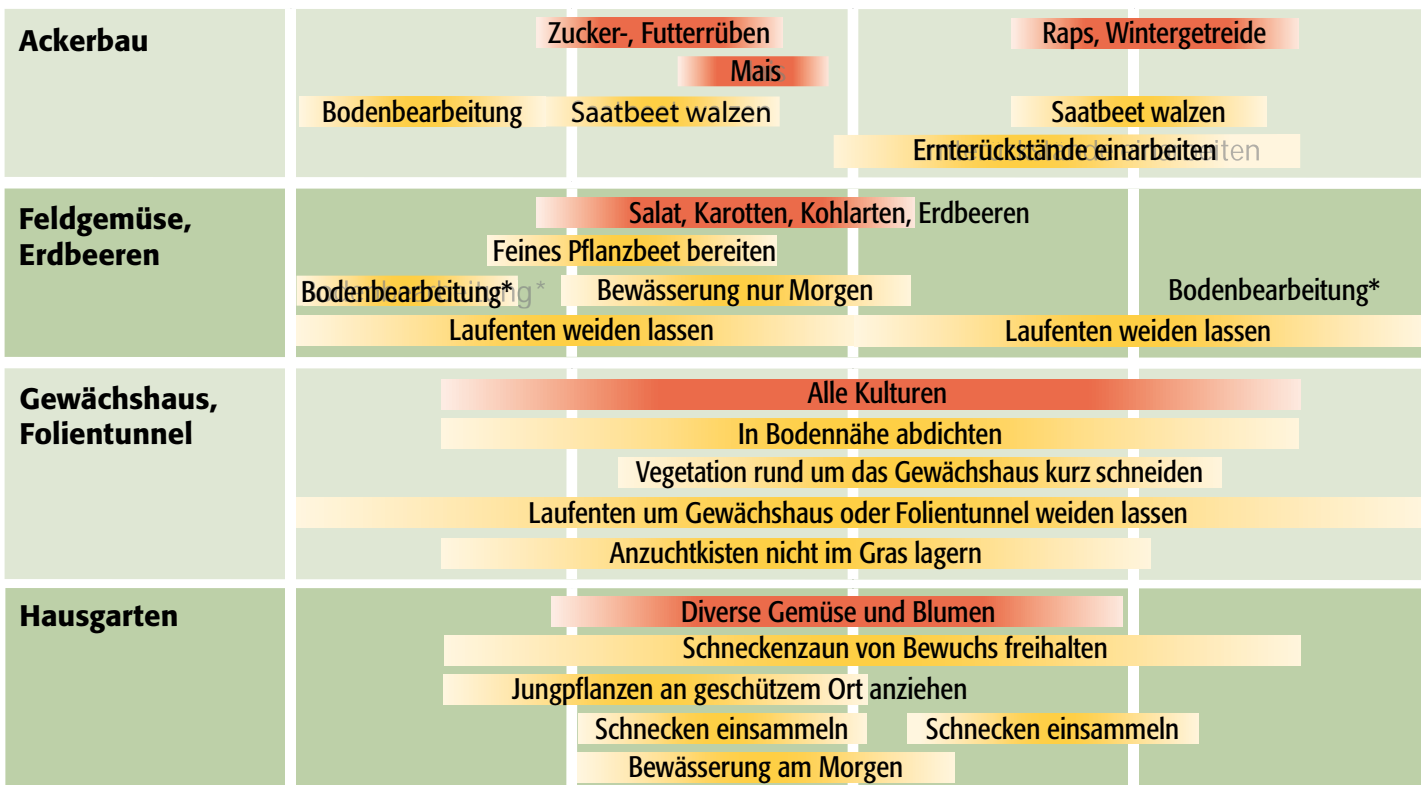 Ackerbau
Zucker-, Futterrüben
Raps, Wintergetreide
Mais
Bodenbearbeitung
Saatbeet walzen
Saatbeet walzen
Ernterückstände einarbeiten
Feldgemüse,
Erdbeeren
Salat, Karotten, Kohlarten, Erdbeeren
Feines Pflanzbeet bereiten
Bodenbearbeitung*
Bewässerung nur Morgen
Bodenbearbeitung*
Laufenten weiden lassen
Laufenten weiden lassen
Gewächshaus,
Folientunnel
Alle Kulturen
In Bodennähe abdichten
Vegetation rund um das Gewächshaus kurz schneiden
Laufenten um Gewächshaus oder Folientunnel weiden lassen
Anzuchtkisten nicht im Gras lagern
Hausgarten
Diverse Gemüse und Blumen
Schneckenzaun von Bewuchs freihalten
Jungpflanzen an geschützem Ort anziehen
Schnecken einsammeln
Schnecken einsammeln
Bewässerung am Morgen